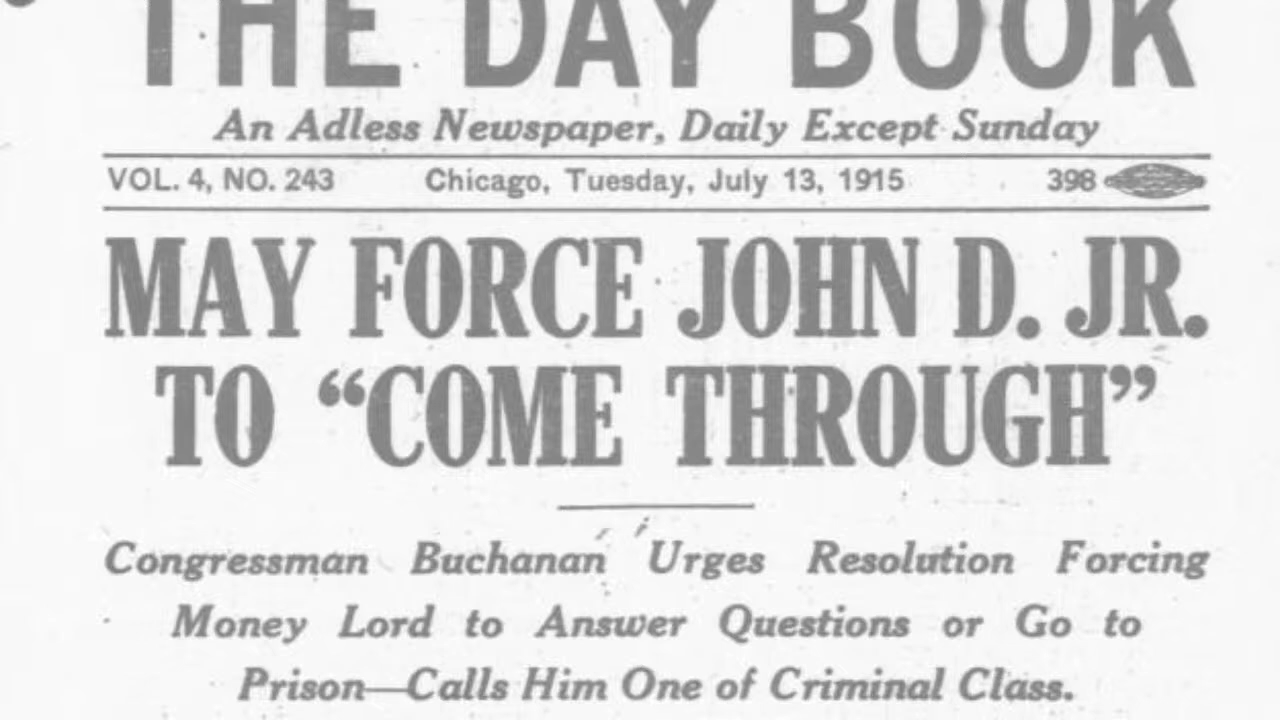 THE DAY BOOK
An Adless Newspaper, Daily Except Sunday
VOL. 4, NO. 243 Chicago, Tuesday, July 13, 1915 398
MAY FORCE JOHN D. JR.
TO “COME THROUGH”
Congressman Buchanan Urges Resolution Forcing
Money Lord to Answer Questions or Go to
Prison—Calls Him One of Criminal Class.